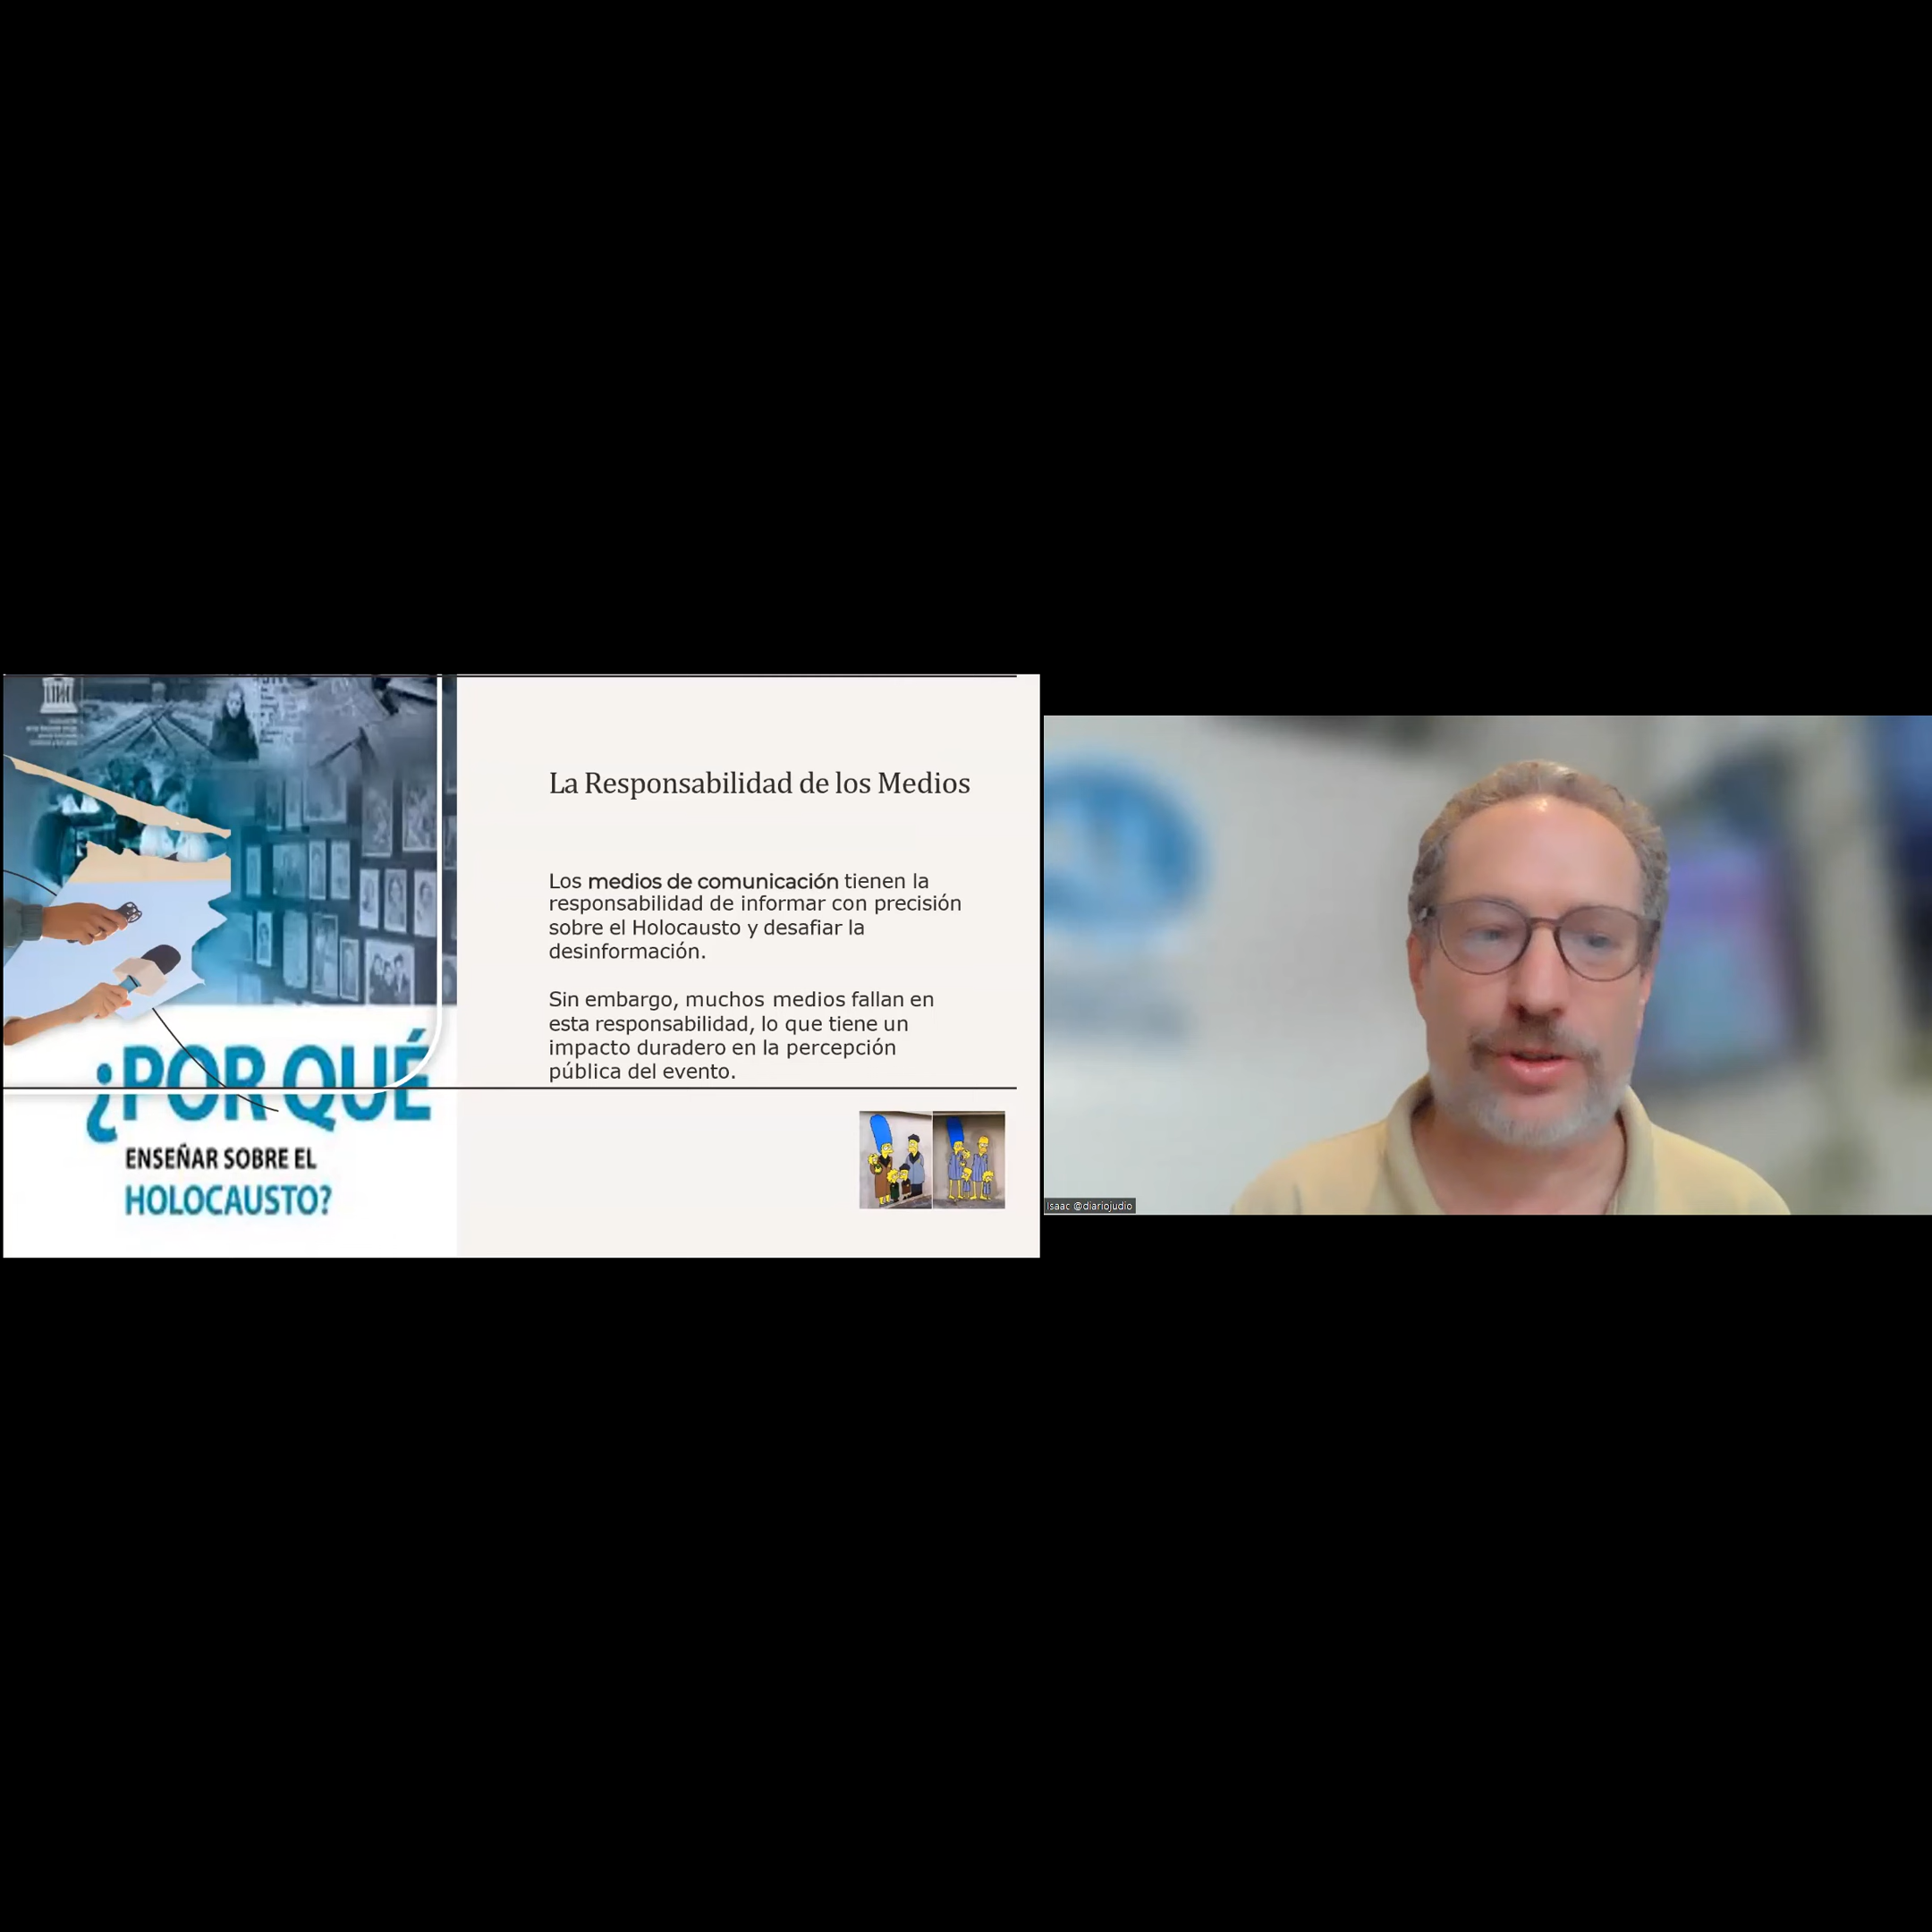 La Responsabilidad de los Medios
Los medios de comunicación tienen la
responsabilidad de informar con precisión
sobre el Holocausto y desafiar la
desinformación.
Sin embargo, muchos medios fallan en
esta responsabilidad, lo que tiene un
impacto duradero en la percepción
pública del evento.
¿POR QUÉ
ENSEÑAR SOBRE EL
HOLOCAUSTO?
Isaac @diariojudio